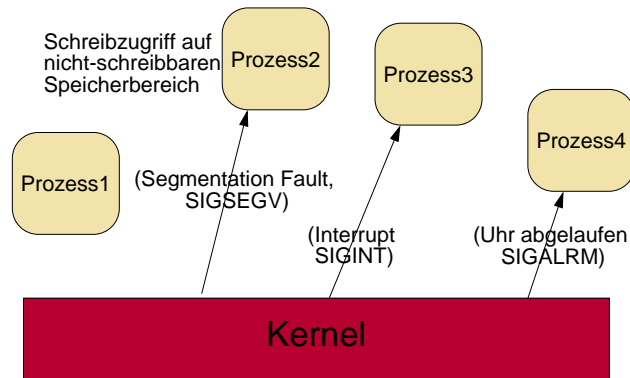 Schreibzugriff auf
nicht-schreibbaren
Speicherbereich
Prozess2
Prozess3
Prozess4
Prozess1
(Segmentation Fault,
SIGSEGV)
(Interrupt
SIGINT)
(Uhr abgelaufen
SIGALRM)
Kernel